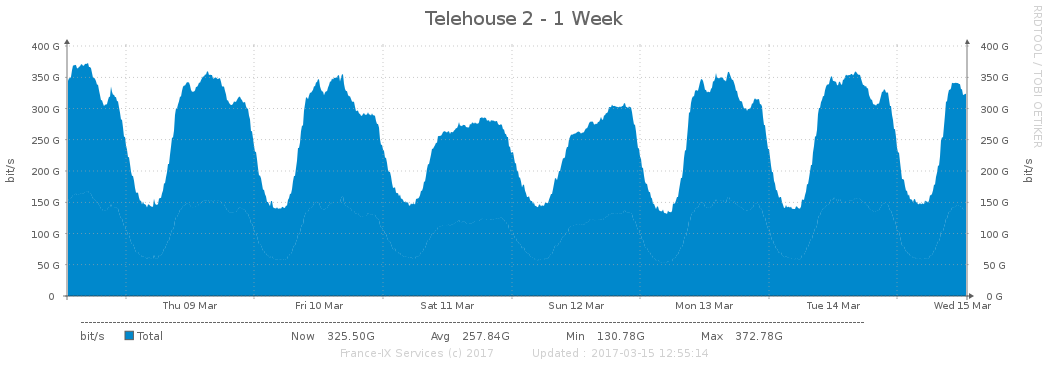 Telehouse 2 - 1 Week
RRDTOOL / TOBI OETIKER
400 G 400 G
350 G 350 G
300 G 300 G
250 G 250 G
200 G 200 G
150 G 150 G
100 G 100 G
50 G 50 G
0 0 G
bit/s
bit/s
Thu 09 Mar Fri 10 Mar Sat 11 Mar Sun 12 Mar Mon 13 Mar Tue 14 Mar Wed 15 Mar
bit/s Total Now 325.50G Avg 257.84G Min 130.78G Max 372.78G
France-IX Services (c) 2017 Updated : 2017-03-15 12:55:14